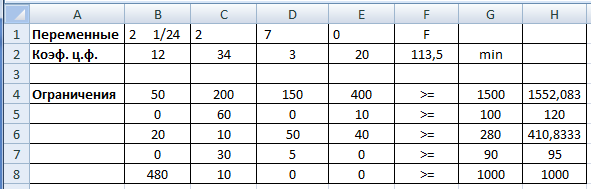 A B C D E F G H
1 Переменные 2 1/24 2 7 0 F
2 Коэф. ц.ф. 12 34 3 20 113,5 min
3
4 Ограничения 50 200 150 400 >= 1500 1552,083
5 0 60 0 10 >= 100 120
6 20 10 50 40 >= 280 410,8333
7 0 30 5 0 >= 90 95
8 480 10 0 0 >= 1000 1000